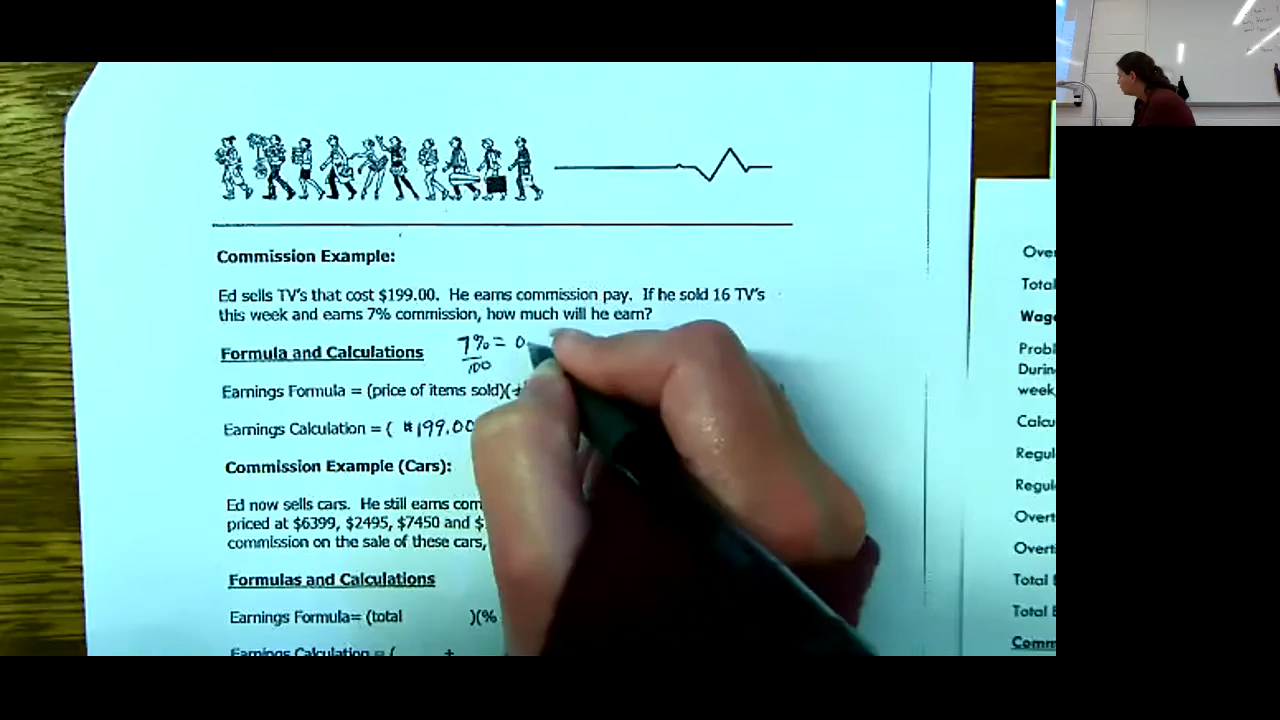 Commission Example:
Ed sells TV's that cost $199.00. He earns commission pay. If he sold 16 TV's
this week and earns 7% commission, how much will he earn?
Formula and Calculations
7% = 0
100
Earnings Formula = (price of items sold)(
Earnings Calculation = ( $199.00
Commission Example (Cars):
Ed now sells cars. He still earns com
priced at $6399, $2495, $7450 and $
commission on the sale of these cars,
Formulas and Calculations
Earnings Formula= (total )(%
Earnings Calculation = ( +
Over
Total
Wage
Probl
During
week,
Calcu
Regul
Regul
Overt
Overti
Total E
Total E
Comm